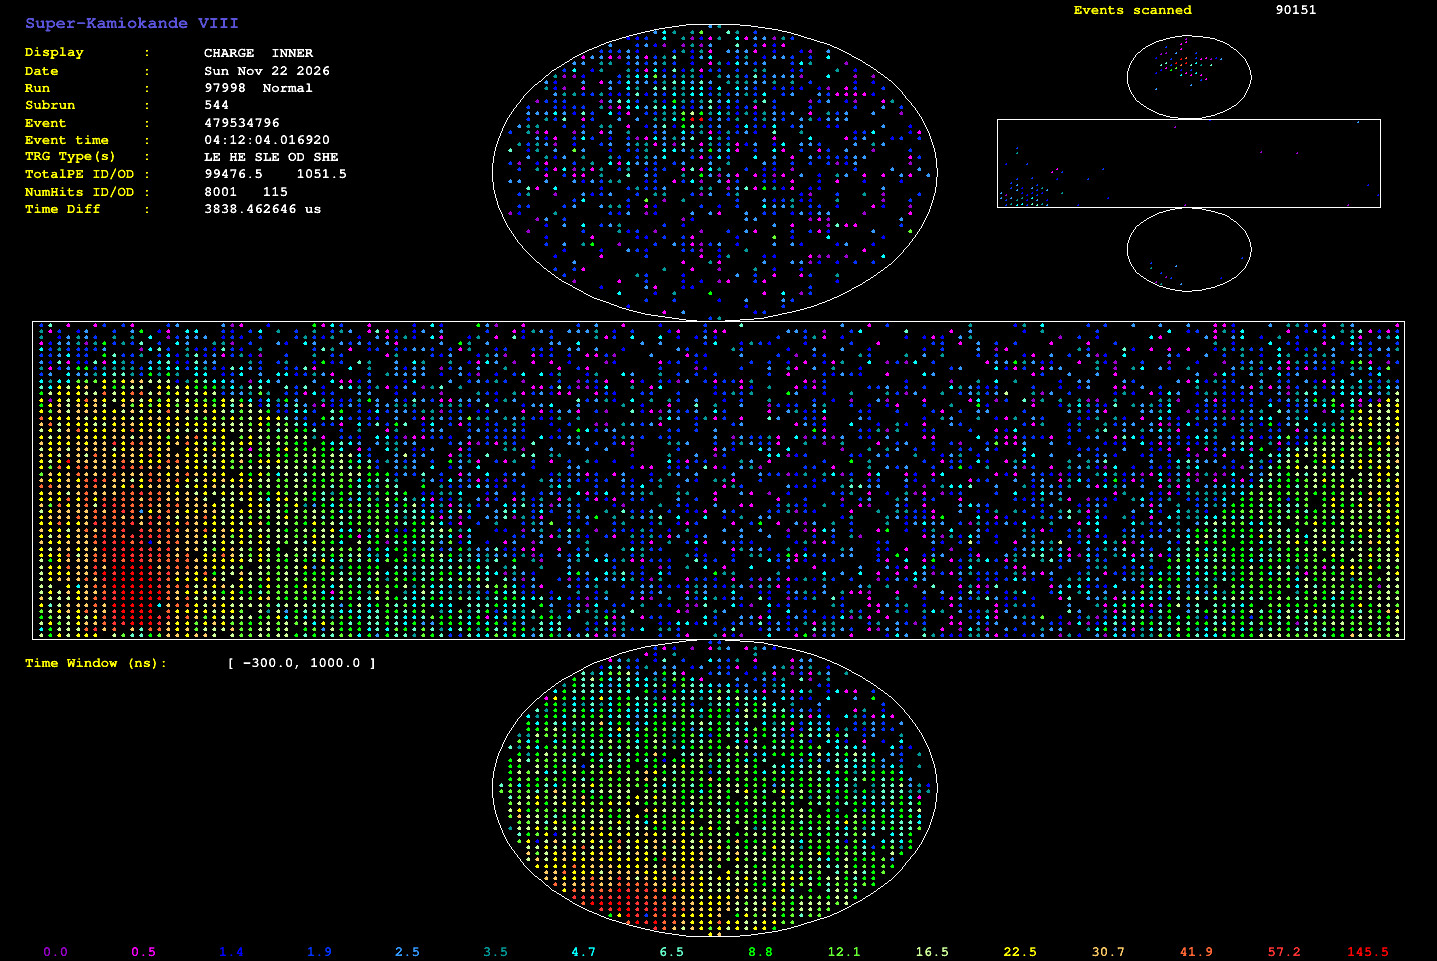 Super-Kamiokande VIII
Events scanned 90151
Display : CHARGE INNER
Date : Sun Nov 22 2026
Run : 97998 Normal
Subrun : 544
Event : 479534796
Event time : 04:12:04.016920
TRG Type(s) : LE HE SLE OD SHE
TotalPE ID/OD : 99476.5 1051.5
NumHits ID/OD : 8001 115
Time Diff : 3838.462646 us
Time Window (ns): [ -300.0, 1000.0 ]
0.0 0.5 1.4 1.9 2.5 3.5 4.7 6.5 8.8 12.1 16.5 22.5 30.7 41.9 57.2 145.5